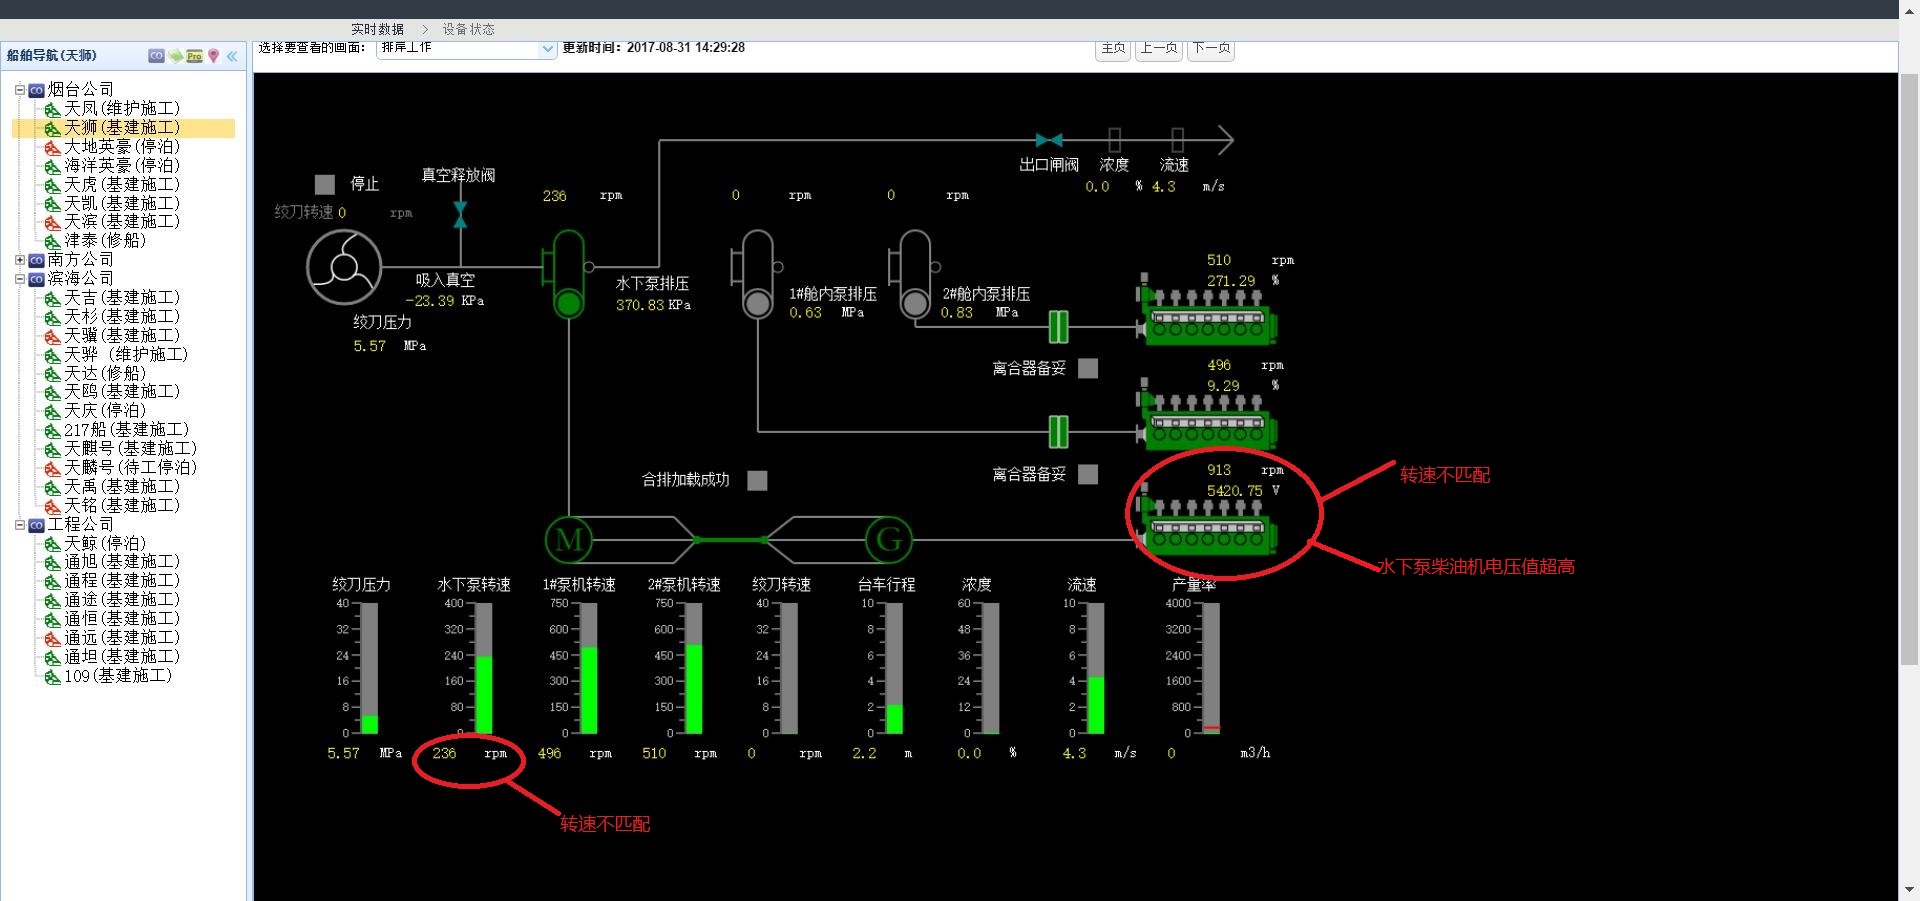 实时数据 > 设备状态
船舶导航(天狮) CO Pro «
选择要查看的画面： 排岸工作 更新时间：2017-08-31 14:29:28 主页 上一页 下一页
CO 烟台公司
天凤(维护施工)
天狮(基建施工)
大地英豪(停泊)
海洋英豪(停泊)
天虎(基建施工)
天凯(基建施工)
天滨(基建施工)
津泰(修船)
CO 南方公司
CO 滨海公司
天吉(基建施工)
天杉(基建施工)
天骥(基建施工)
天骅 (维护施工)
天达(修船)
天鸥(基建施工)
天庆(停泊)
217船(基建施工)
天麒号(基建施工)
天麟号(待工停泊)
天禹(基建施工)
天铭(基建施工)
CO 工程公司
天鲸(停泊)
通旭(基建施工)
通程(基建施工)
通途(基建施工)
通恒(基建施工)
通远(基建施工)
通坦(基建施工)
109(基建施工)
出口闸阀 浓度 流速
0.0 % 4.3 m/s
停止 真空释放阀
236 rpm 0 rpm 0 rpm
绞刀转速 0 rpm
吸入真空
-23.39 KPa
水下泵排压
370.83 KPa
1#舱内泵排压
0.63 MPa
2#舱内泵排压
0.83 MPa
绞刀压力
5.57 MPa
510 rpm
271.29 %
离合器备妥
496 rpm
9.29 %
离合器备妥
合排加载成功
913 rpm
5420.75 V
转速不匹配
水下泵柴油机电压值超高
M G
绞刀压力 水下泵转速 1#泵机转速 2#泵机转速 绞刀转速 台车行程 浓度 流速 产量率
40 400 750 750 40 10 60 10 4000
32 320 600 600 32 8 48 8 3200
24 240 450 450 24 6 36 6 2400
16 160 300 300 16 4 24 4 1600
8 80 150 150 8 2 12 2 800
0 0 0 0 0 0 0 0 0
5.57 MPa 236 rpm 496 rpm 510 rpm 0 rpm 2.2 m 0.0 % 4.3 m/s 0 m3/h
转速不匹配